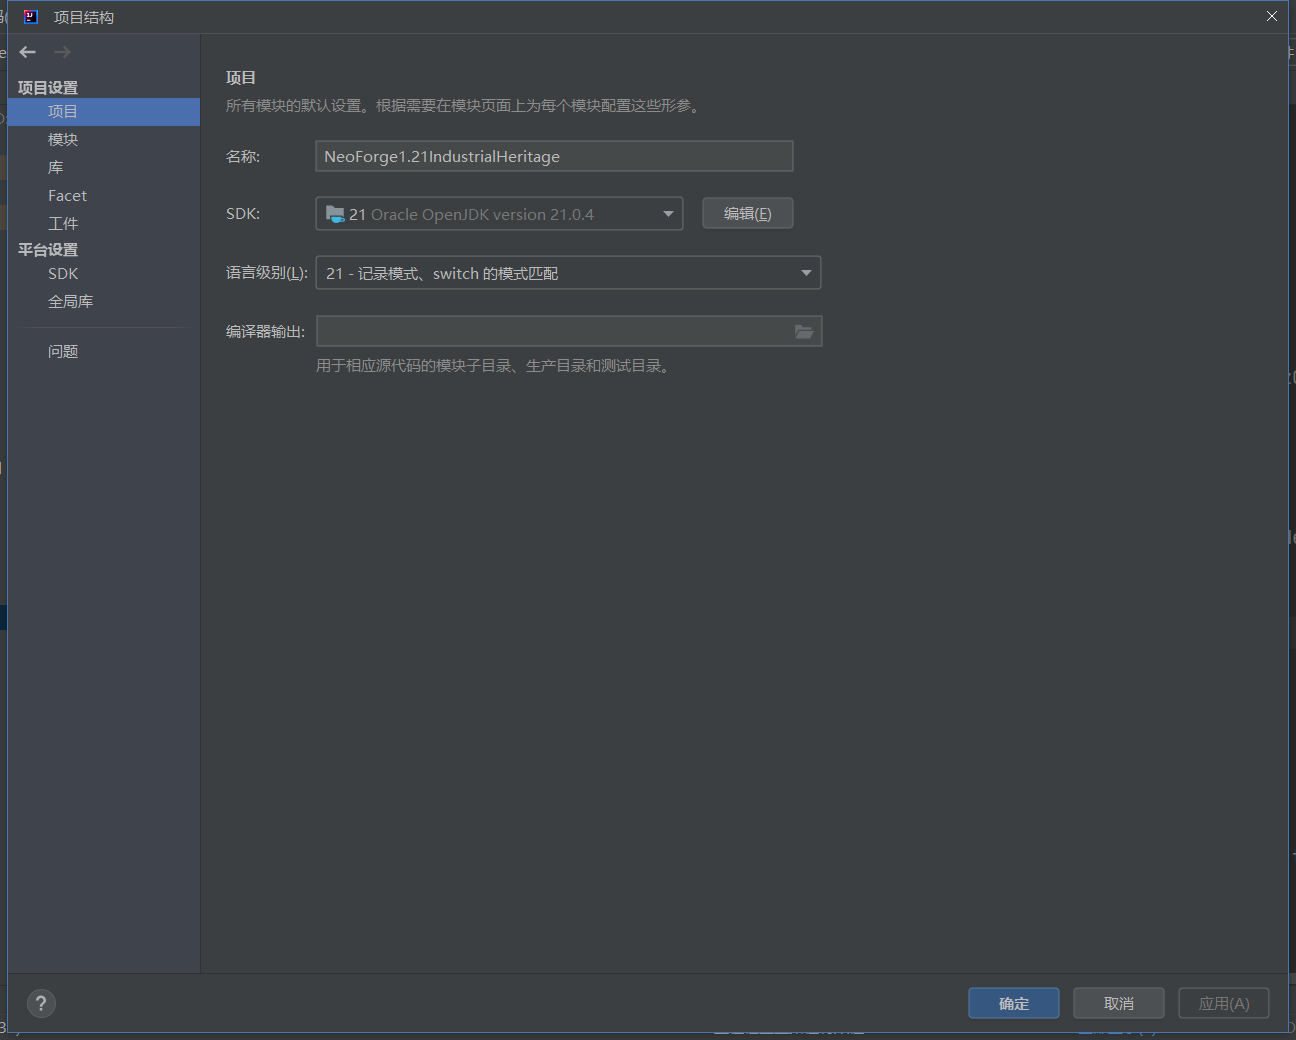 项目结构
项目设置
项目
模块
库
Facet
工件
平台设置
SDK
全局库
问题
项目
所有模块的默认设置。根据需要在模块页面上为每个模块配置这些形参。
名称: NeoForge1.21IndustrialHeritage
SDK: 21 Oracle OpenJDK version 21.0.4 编辑(E)
语言级别(L): 21 - 记录模式、switch 的模式匹配
编译器输出:
用于相应源代码的模块子目录、生产目录和测试目录。
? 确定 取消 应用(A)